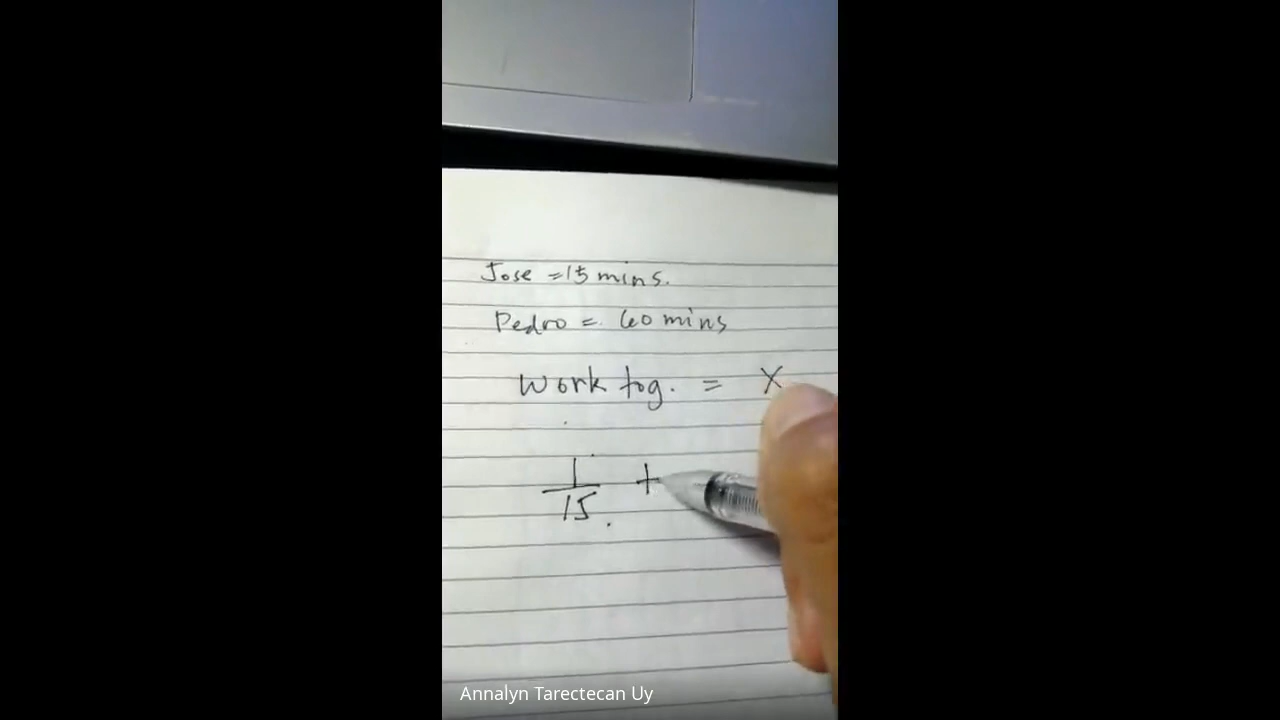 Jose = 15 mins.
Pedro = 60 mins
Work tog. = X
1/15 +
Annalyn Tarectecan Uy